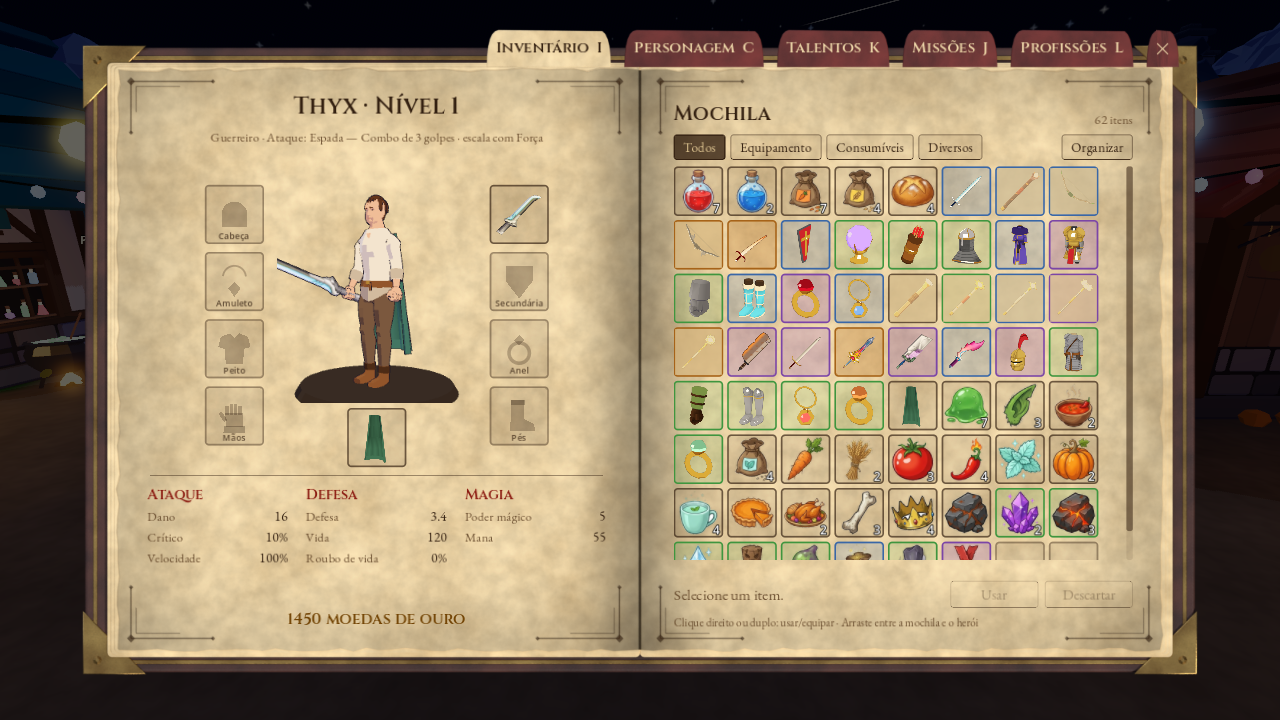 Inventário I
Personagem C
Talentos K
Missões J
Profissões L
Thyx · Nível 1
Guerreiro · Ataque: Espada — Combo de 3 golpes · escala com Força
Cabeça
Amuleto
Peito
Mãos
Secundária
Anel
Pés
Ataque
Dano 16
Crítico 10%
Velocidade 100%
Defesa
Defesa 3.4
Vida 120
Roubo de vida 0%
Magia
Poder mágico 5
Mana 55
1450 moedas de ouro
Mochila
62 itens
Todos
Equipamento
Consumíveis
Diversos
Organizar
7 2 7 4 4
7 3 2
4 2 3 4 2
4 2 3 4 2 3
Selecione um item.
Usar
Descartar
Clique direito ou duplo: usar/equipar · Arraste entre a mochila e o herói